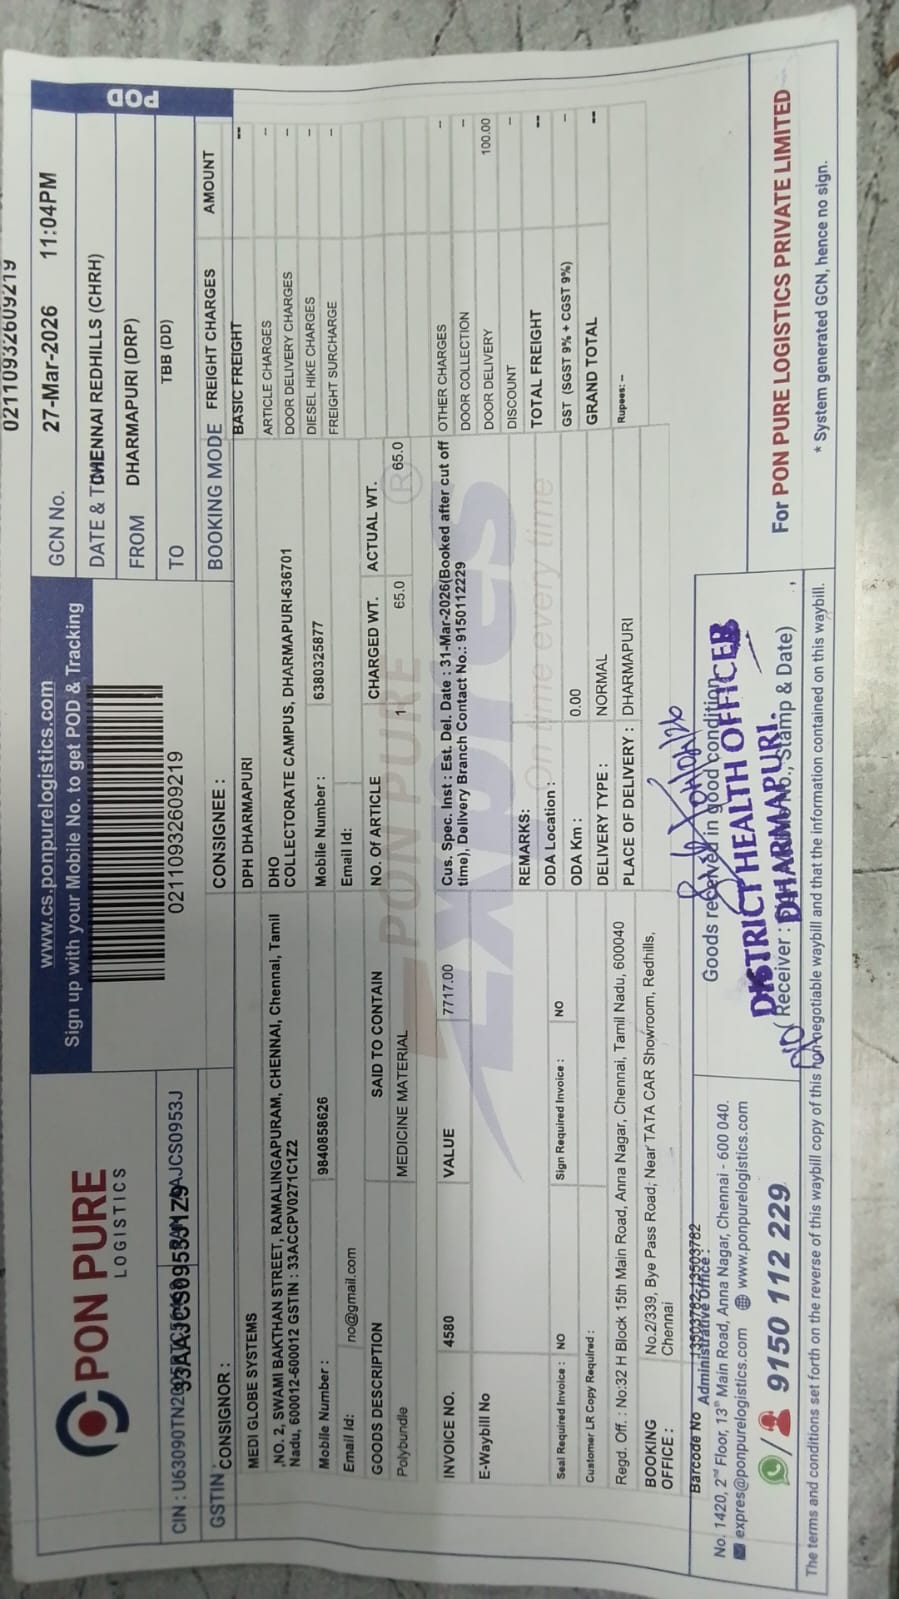 PON PURE
LOGISTICS
www.cs.ponpurelogistics.com
Sign up with your Mobile No. to get POD & Tracking
02110932609219
POD
GCN No. 02110932609219
DATE & TIME 27-Mar-2026 11:04PM
FROM CHENNAI REDHILLS (CHRH)
TO DHARMAPURI (DRP)
BOOKING MODE TBB (DD)
GSTIN : 33AAJCS0953J1Z9
CONSIGNOR :
MEDI GLOBE SYSTEMS
,NO. 2, SWAMI BAKTHAN STREET, RAMALINGAPURAM, CHENNAI, Chennai, Tamil
Nadu, 600012-600012 GSTIN : 33ACCPV0271C1Z2
Mobile Number : 9840858626
Email Id: no@gmail.com
CONSIGNEE :
DPH DHARMAPURI
DHO
COLLECTORATE CAMPUS, DHARMAPURI-636701
Mobile Number : 6380325877
Email Id:
FREIGHT CHARGES AMOUNT
BASIC FREIGHT --
ARTICLE CHARGES –
DOOR DELIVERY CHARGES –
DIESEL HIKE CHARGES –
FREIGHT SURCHARGE –
OTHER CHARGES –
DOOR COLLECTION –
DOOR DELIVERY 100.00
DISCOUNT –
TOTAL FREIGHT --
GST (SGST 9% + CGST 9%) –
GRAND TOTAL --
Rupees: –
GOODS DESCRIPTION SAID TO CONTAIN NO. Of ARTICLE CHARGED WT. ACTUAL WT.
Polybundle MEDICINE MATERIAL 1 65.0 65.0
PON PURE
Expres ®
On time every time
INVOICE NO. 4580 VALUE 7717.00
E-Waybill No
Cus. Spec. Inst : Est. Del. Date : 31-Mar-2026(Booked after cut off
time), Delivery Branch Contact No.: 9150112229
REMARKS:
ODA Location :
ODA Km : 0.00
DELIVERY TYPE : NORMAL
PLACE OF DELIVERY : DHARMAPURI
Seal Required Invoice : NO Sign Required Invoice : NO
Customer LR Copy Required :
Regd. Off. : No:32 H Block 15th Main Road, Anna Nagar, Chennai, Tamil Nadu, 600040
BOOKING OFFICE : No.2/339, Bye Pass Road; Near TATA CAR Showroom, Redhills,
Chennai
Barcode No 13503782-13503782
Administrative Office :
No. 1420, 2nd Floor, 13th Main Road, Anna Nagar, Chennai - 600 040.
expres@ponpurelogistics.com www.ponpurelogistics.com
/ 9150 112 229
Goods received in good condition
DISTRICT HEALTH OFFICER
DHARMAPURI.
Receiver : Stamp & Date)
For PON PURE LOGISTICS PRIVATE LIMITED
* System generated GCN, hence no sign.
The terms and conditions set forth on the reverse of this waybill copy of this non-negotiable waybill and that the information contained on this waybill.